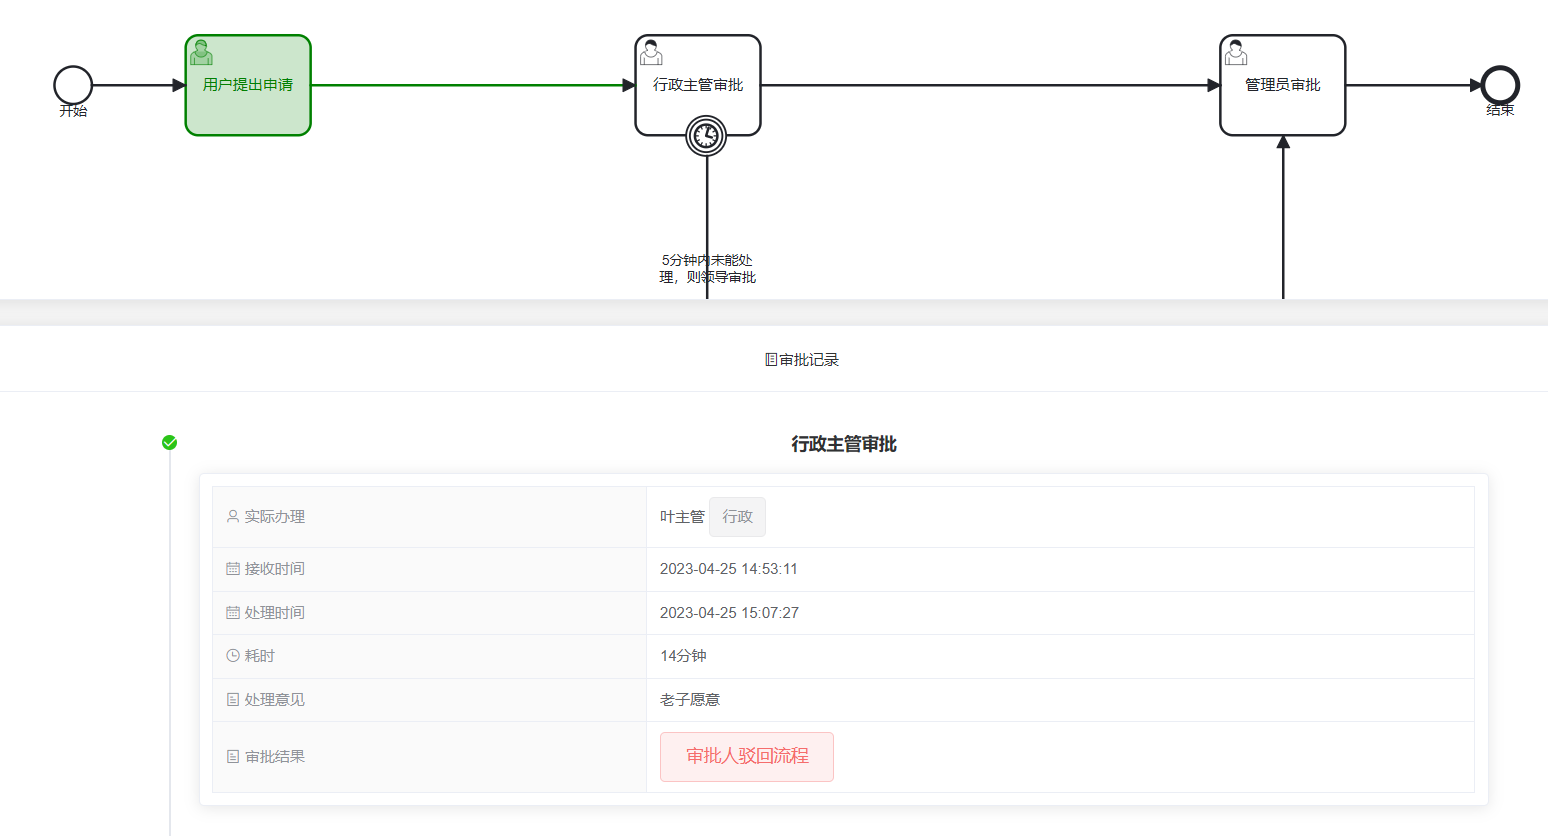 用户提出申请
行政主管审批
管理员审批
开始
结束
5分钟内未能处
理，则领导审批
审批记录
行政主管审批
实际办理
叶主管 行政
接收时间
2023-04-25 14:53:11
处理时间
2023-04-25 15:07:27
耗时
14分钟
处理意见
老子愿意
审批结果
审批人驳回流程